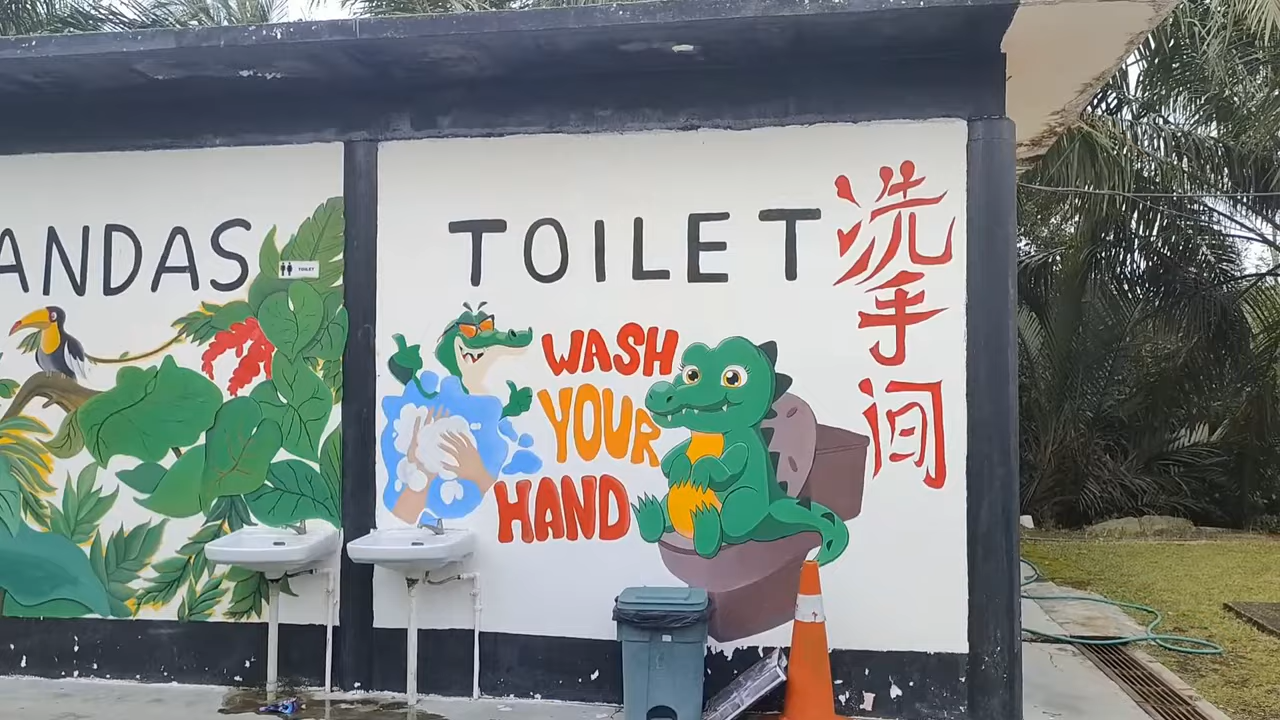 ANDAS
TOILET
TOILET
洗手间
WASH
YOUR
HAND